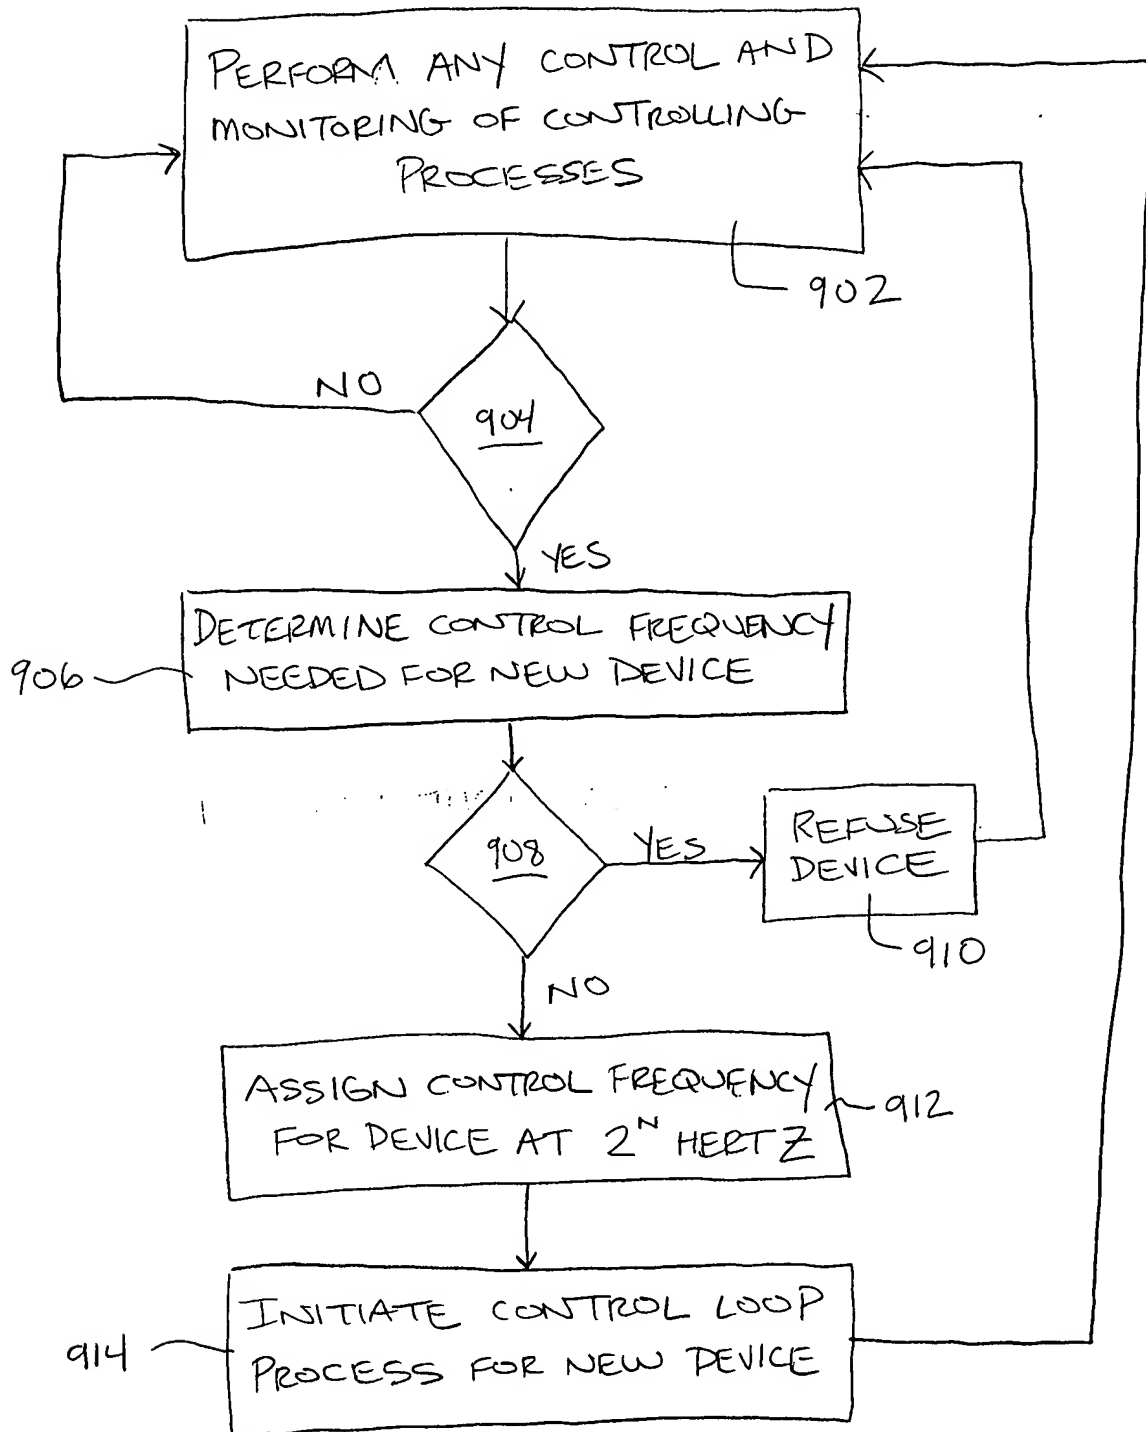 PERFORM ANY CONTROL AND
MONITORING OF CONTROLLING
PROCESSES
902
NO
904
YES
DETERMINE CONTROL FREQUENCY
NEEDED FOR NEW DEVICE
906
908
YES
REFUSE
DEVICE
910
NO
ASSIGN CONTROL FREQUENCY
FOR DEVICE AT 2^N HERTZ
912
INITIATE CONTROL LOOP
PROCESS FOR NEW DEVICE
914